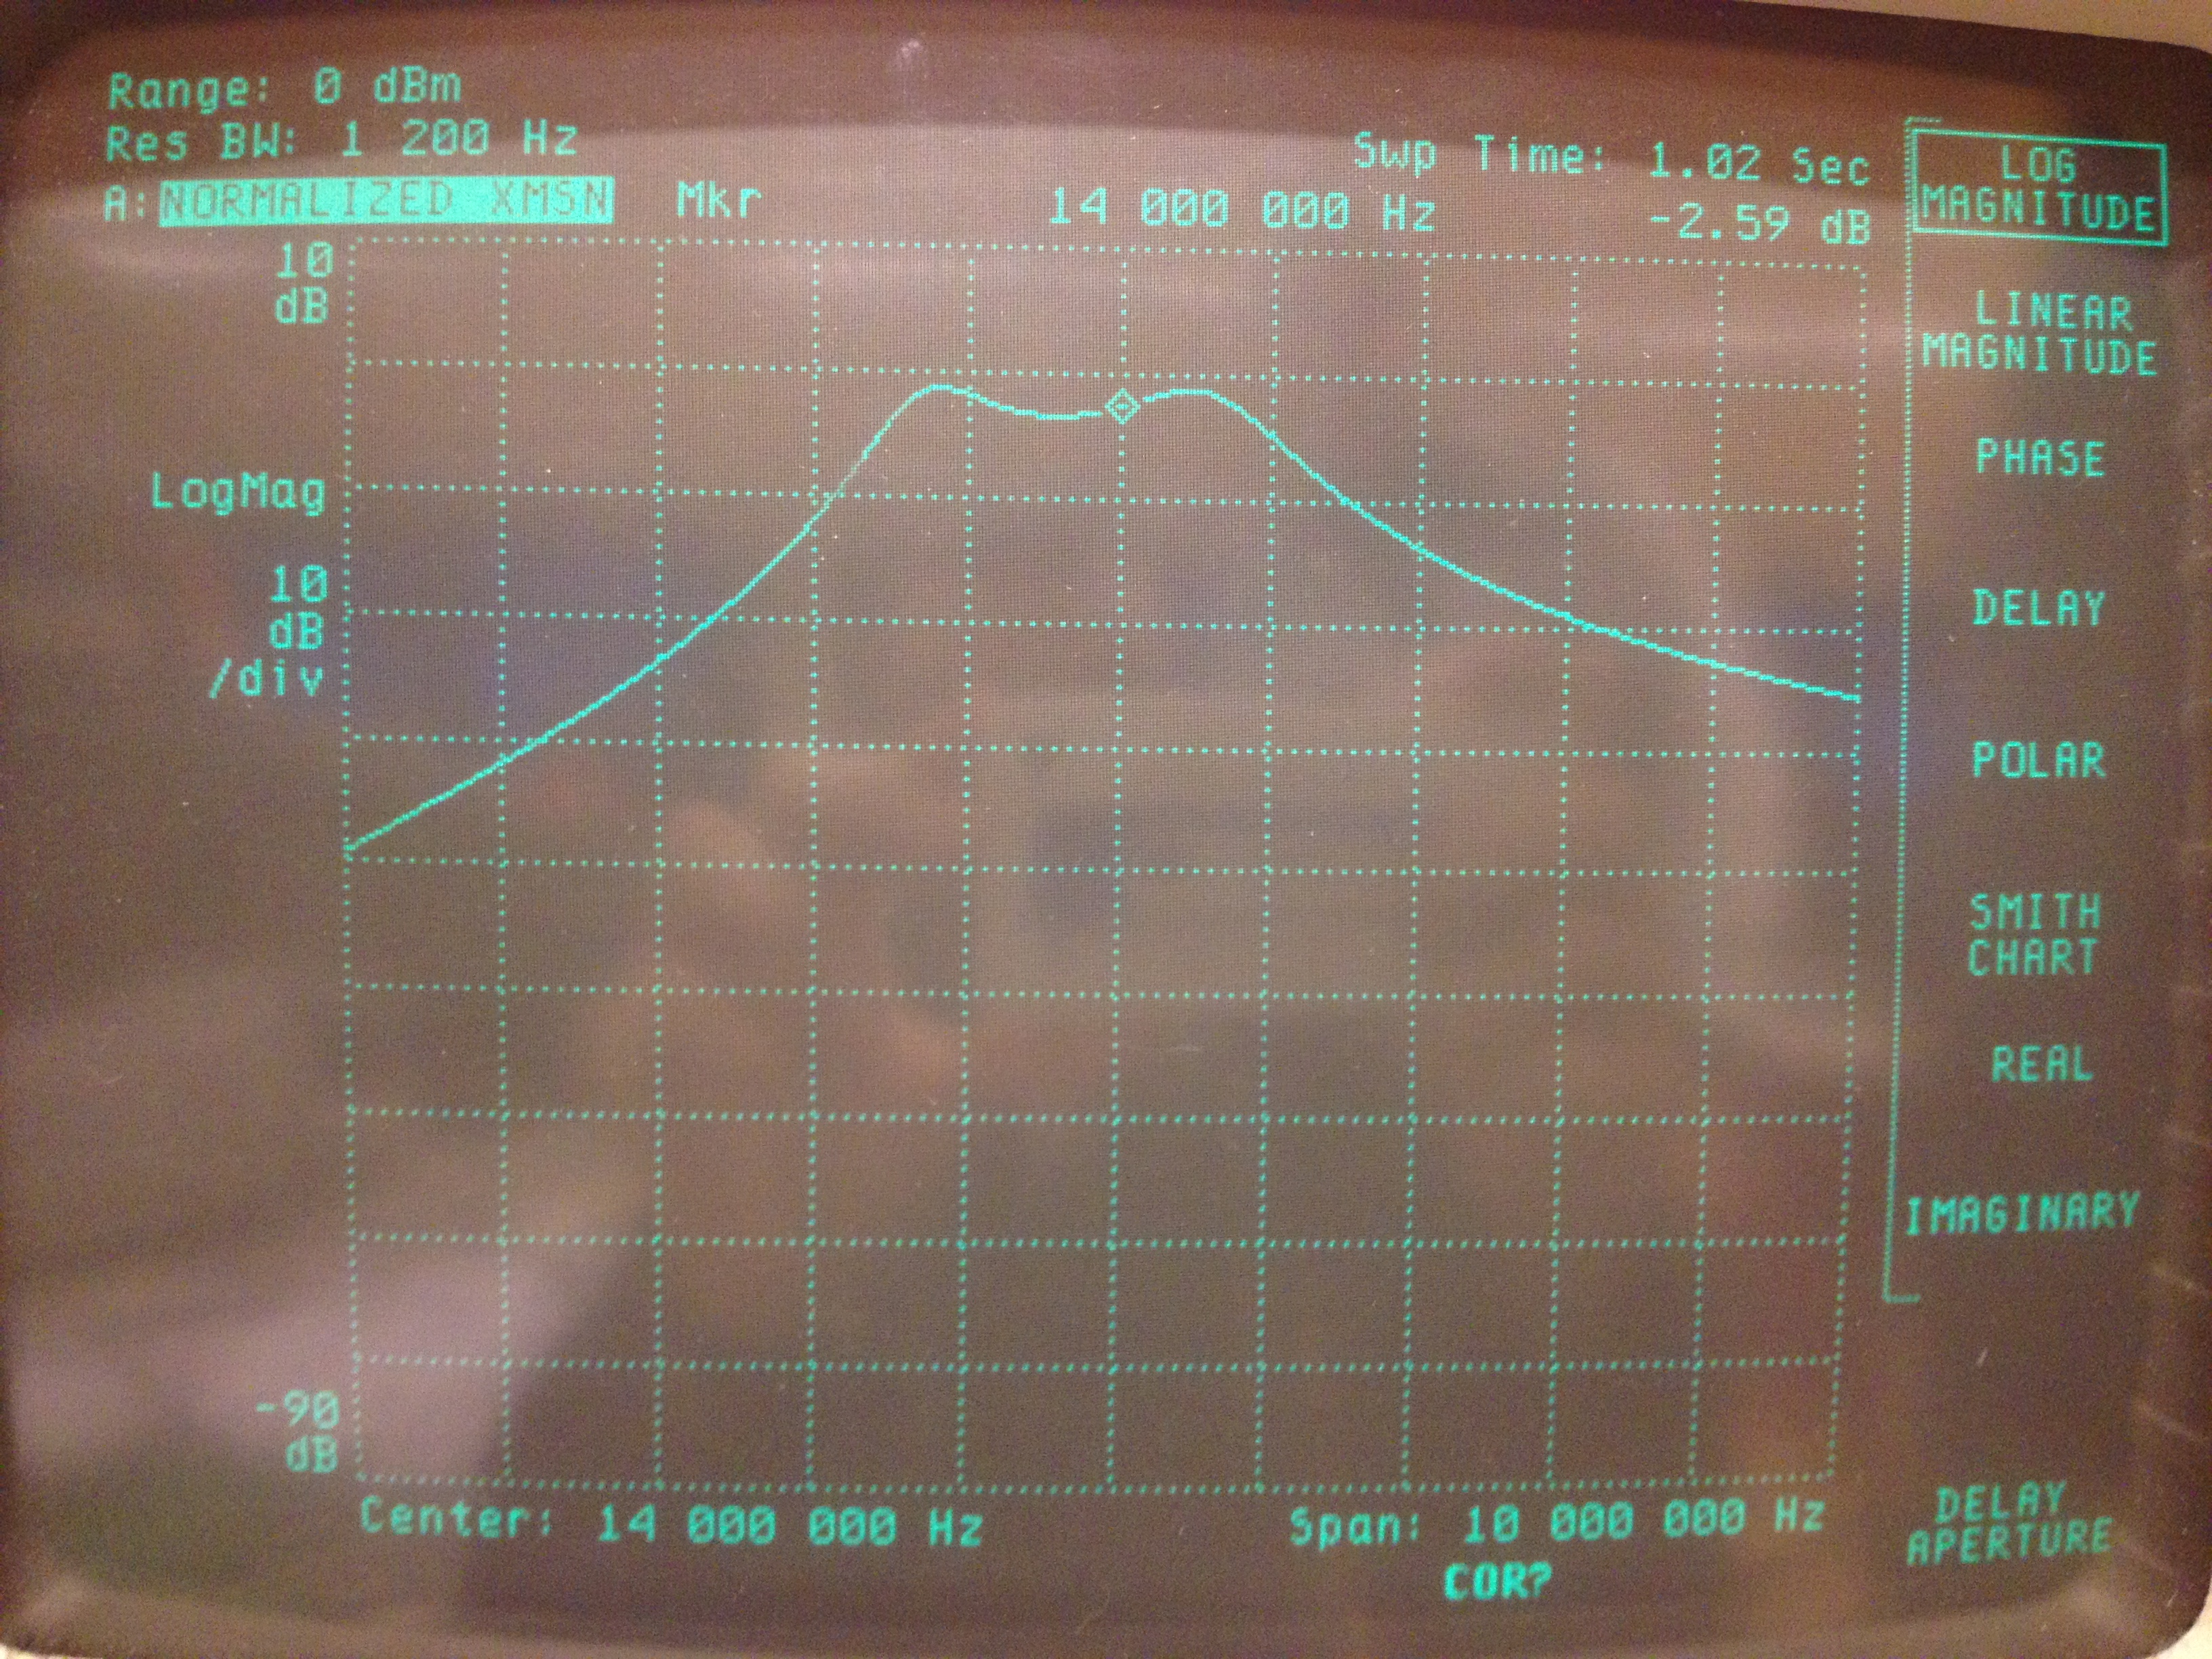 Range: 0 dBm
Res BW: 1 200 Hz
Swp Time: 1.02 Sec
A: NORMALIZED XMSN Mkr 14 000 000 Hz -2.59 dB
10
dB
LogMag
10
dB
/div
-90
dB
Center: 14 000 000 Hz
Span: 10 000 000 Hz
COR?
LOG
MAGNITUDE
LINEAR
MAGNITUDE
PHASE
DELAY
POLAR
SMITH
CHART
REAL
IMAGINARY
DELAY
APERTURE